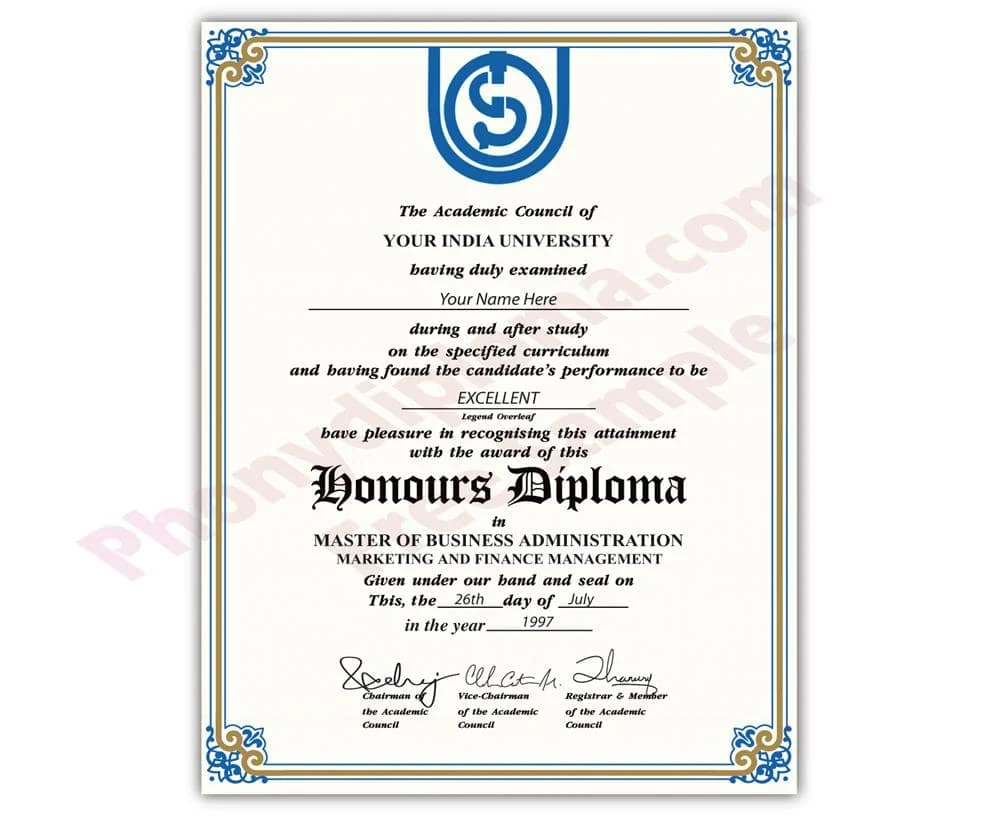 The Academic Council of
YOUR INDIA UNIVERSITY
having duly examined
Your Name Here
during and after study
on the specified curriculum
and having found the candidate's performance to be
EXCELLENT
Legend Overleaf
have pleasure in recognising this attainment
with the award of this
Honours Diploma
in
MASTER OF BUSINESS ADMINISTRATION
MARKETING AND FINANCE MANAGEMENT
Given under our hand and seal on
This, the 26th day of July
in the year 1997
Chairman of Vice-Chairman Registrar & Member
the Academic of the Academic of the Academic
Council Council Council
Phonydiploma.com
Free Sample